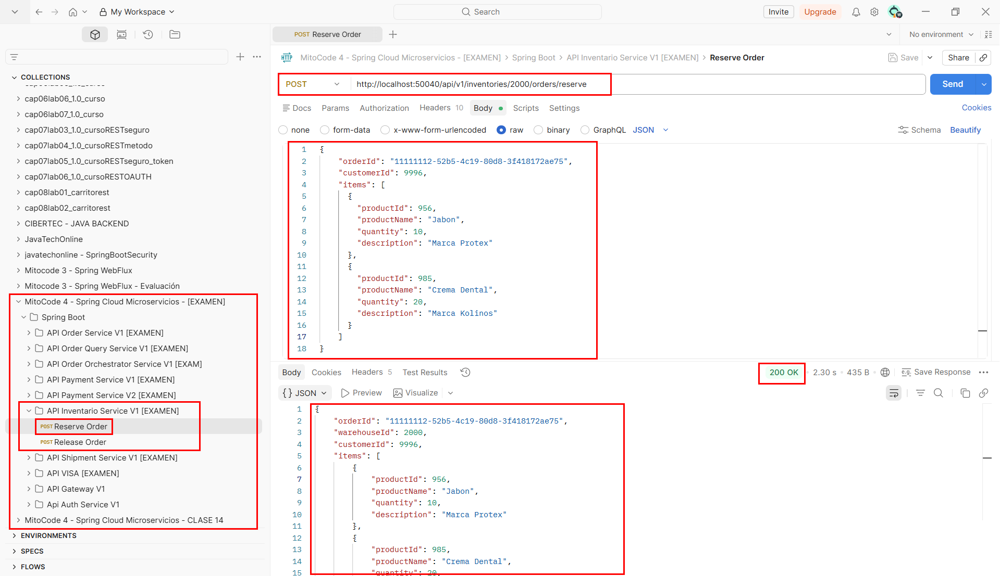 My Workspace
Search
Invite
Upgrade
POST Reserve Order
No environment
HTTP MitoCode 4 - Spring Cloud Microservicios - [EXAMEN] > Spring Boot > API Inventario Service V1 [EXAMEN] > Reserve Order
Save
Share
POST http://localhost:50040/api/v1/inventories/2000/orders/reserve
Send
Docs Params Authorization Headers 10 Body Scripts Settings
Cookies
none form-data x-www-form-urlencoded raw binary GraphQL JSON
Schema Beautify
COLLECTIONS
cap06lab06_1.0_curso
cap06lab07_1.0_curso
cap07lab03_1.0_cursoRESTseguro
cap07lab04_1.0_cursoRESTmetodo
cap07lab05_1.0_cursoRESTseguro_token
cap07lab06_1.0_cursoRESTOAUTH
cap08lab01_carritorest
cap08lab02_carritorest
CIBERTEC - JAVA BACKEND
JavaTechOnline
javatechonline - SpringBootSecurity
Mitocode 3 - Spring WebFlux
Mitocode 3 - Spring WebFlux - Evaluación
MitoCode 4 - Spring Cloud Microservicios - [EXAMEN]
Spring Boot
API Order Service V1 [EXAMEN]
API Order Query Service V1 [EXAMEN]
API Order Orchestrator Service V1 [EXAM]
API Payment Service V1 [EXAMEN]
API Payment Service V2 [EXAMEN]
API Inventario Service V1 [EXAMEN]
POST Reserve Order
POST Release Order
API Shipment Service V1 [EXAMEN]
API VISA [EXAMEN]
API Gateway V1
Api Auth Service V1
MitoCode 4 - Spring Cloud Microservicios - CLASE 14
ENVIRONMENTS
SPECS
FLOWS
1 {
2 "orderId": "11111112-52b5-4c19-80d8-3f418172ae75",
3 "customerId": 9996,
4 "items": [
5 {
6 "productId": 956,
7 "productName": "Jabon",
8 "quantity": 10,
9 "description": "Marca Protex"
10 },
11 {
12 "productId": 985,
13 "productName": "Crema Dental",
14 "quantity": 20,
15 "description": "Marca Kolinos"
16 }
17 ]
18 }
Body Cookies Headers 5 Test Results
200 OK 2.30 s 435 B e.g. Save Response
{} JSON Preview Visualize
1 {
2 "orderId": "11111112-52b5-4c19-80d8-3f418172ae75",
3 "warehouseId": 2000,
4 "customerId": 9996,
5 "items": [
6 {
7 "productId": 956,
8 "productName": "Jabon",
9 "quantity": 10,
10 "description": "Marca Protex"
11 },
12 {
13 "productId": 985,
14 "productName": "Crema Dental",
15 "quantity": 20,